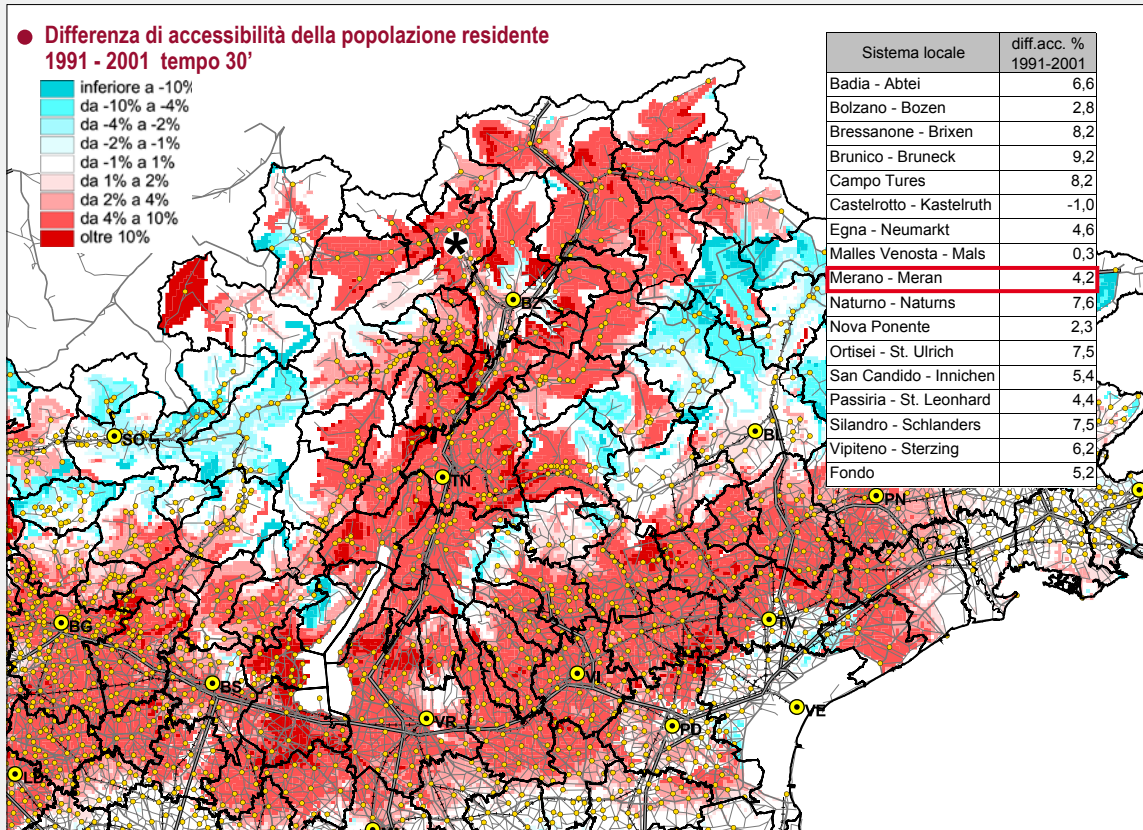 ● Differenza di accessibilità della popolazione residente
1991 - 2001 tempo 30'
inferiore a -10%
da -10% a -4%
da -4% a -2%
da -2% a -1%
da -1% a 1%
da 1% a 2%
da 2% a 4%
da 4% a 10%
oltre 10%
Sistema locale diff.acc. % 1991-2001
Badia - Abtei 6,6
Bolzano - Bozen 2,8
Bressanone - Brixen 8,2
Brunico - Bruneck 9,2
Campo Tures 8,2
Castelrotto - Kastelruth -1,0
Egna - Neumarkt 4,6
Malles Venosta - Mals 0,3
Merano - Meran 4,2
Naturno - Naturns 7,6
Nova Ponente 2,3
Ortisei - St. Ulrich 7,5
San Candido - Innichen 5,4
Passiria - St. Leonhard 4,4
Silandro - Schlanders 7,5
Vipiteno - Sterzing 6,2
Fondo 5,2
*
BZ
SO
BL
TN
PN
BG
TV
BS
VI
VR
PD
VE